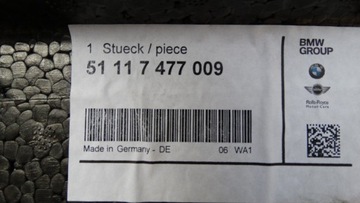 1 Stueck / piece
51 11 7 477 009
Made in Germany - DE 06 WA1
BMW
GROUP
Rolls-Royce
Motor Cars